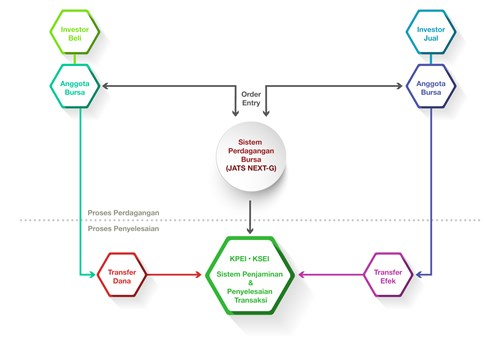 Investor
Beli
Investor
Jual
Anggota
Bursa
Anggota
Bursa
Order
Entry
Sistem
Perdagangan
Bursa
(JATS NEXT-G)
Proses Perdagangan
Proses Penyelesaian
Transfer
Dana
KPEI • KSEI
Sistem Penjaminan
&
Penyelesaian
Transaksi
Transfer
Efek